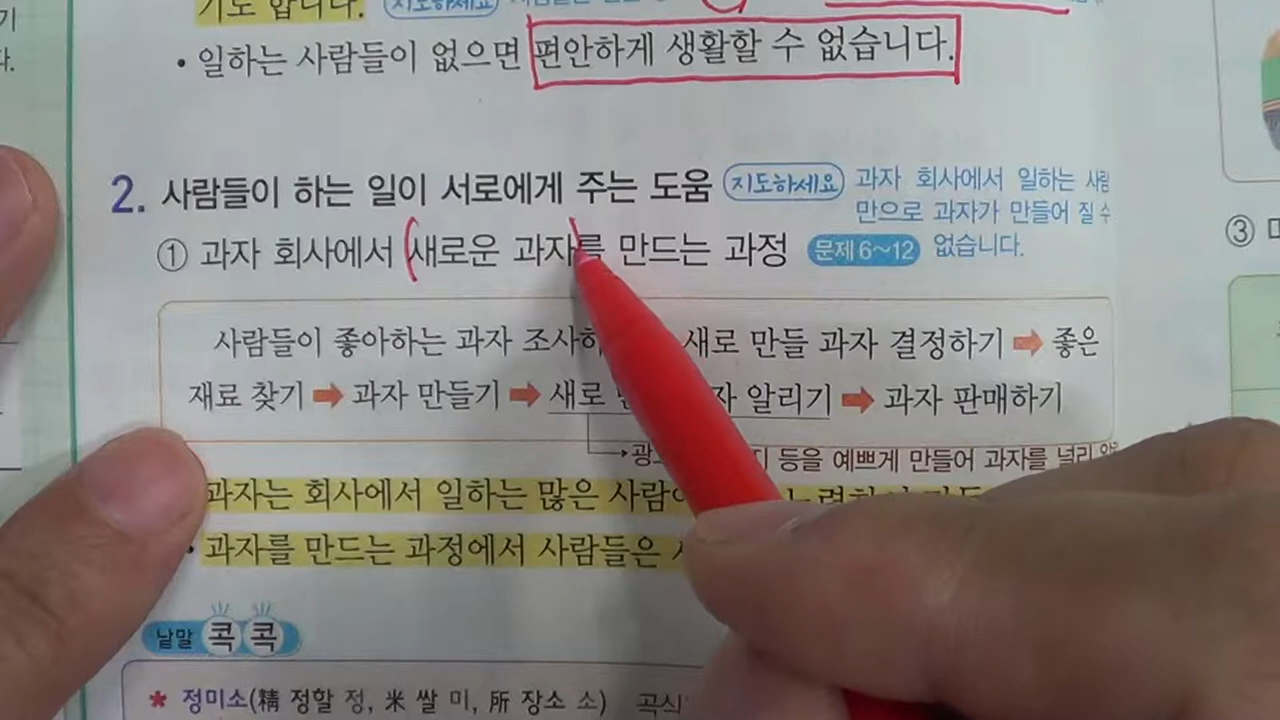 기도 합니다. 지도하세요
• 일하는 사람들이 없으면 편안하게 생활할 수 없습니다.
2. 사람들이 하는 일이 서로에게 주는 도움 지도하세요 과자 회사에서 일하는 사람
만으로 과자가 만들어 질 수
① 과자 회사에서 새로운 과자를 만드는 과정 문제 6~12 없습니다.
사람들이 좋아하는 과자 새로 만들 과자 결정하기 ➡ 좋은
재료 찾기 ➡ 과자 만들기 ➡ 새로 알리기 ➡ 과자 판매하기
등을 예쁘게 만들어 과자를 널리
과자는 회사에서 일하는 많은
• 과자를 만드는 과정에서 사람들은
낱말 콕콕
* 정미소(精 정할 정, 米 쌀 미, 所 장소 소) 곡식
③